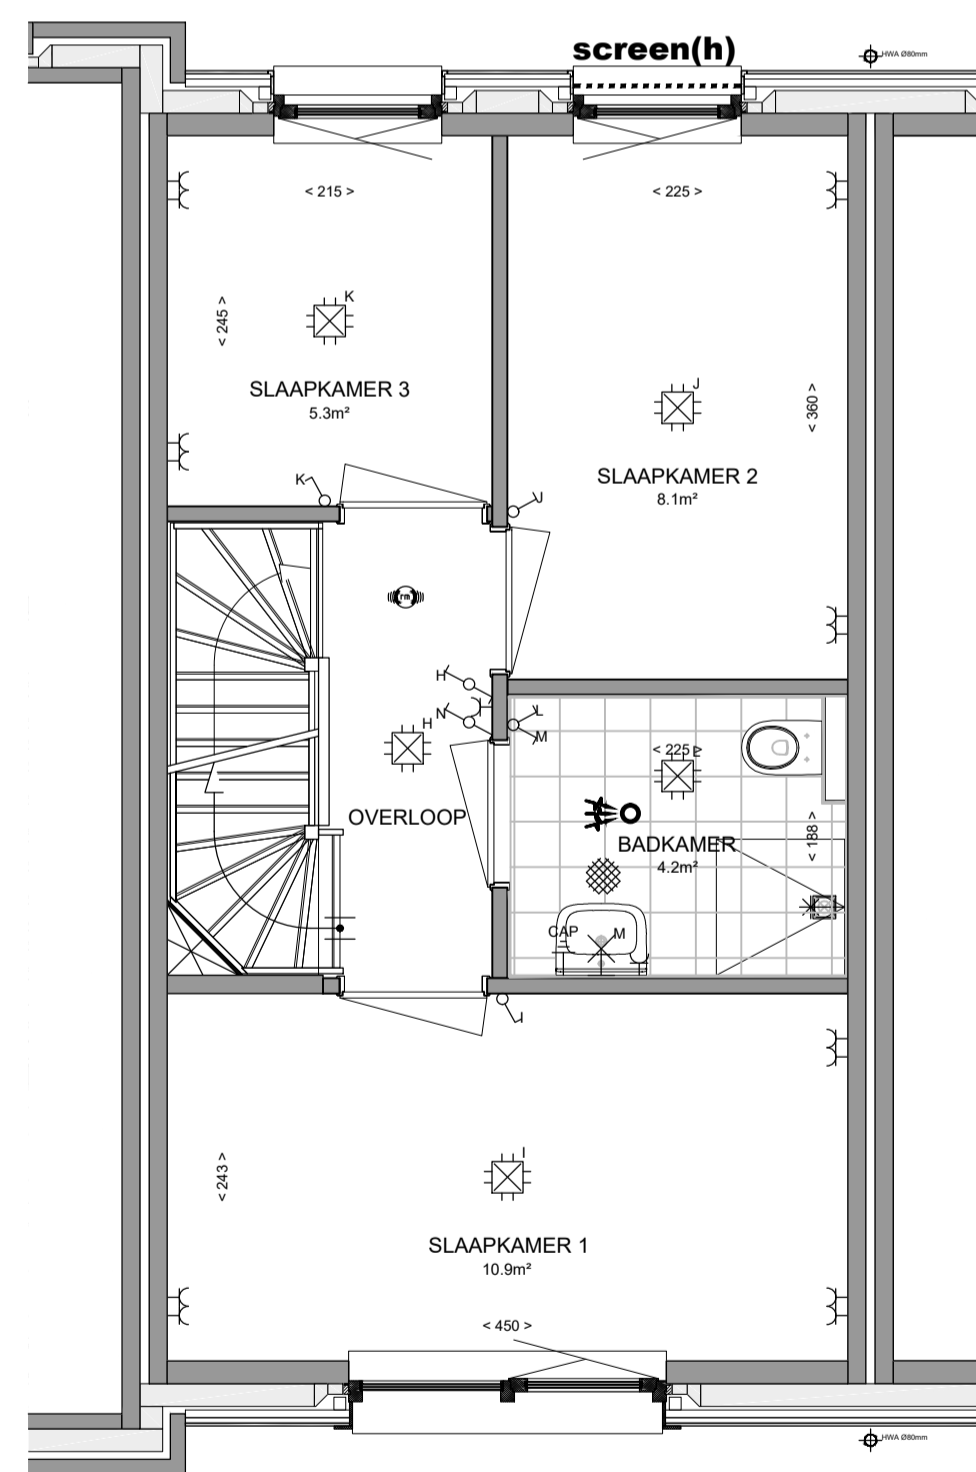 screen(h)
HWA Ø80mm
< 215 >
< 225 >
< 245 >
K
SLAAPKAMER 3
5.3m²
J
< 360 >
SLAAPKAMER 2
8.1m²
K
J
rm
H
N
H
L
M
< 225 >
L
OVERLOOP
BADKAMER
4.2m²
< 188 >
CAP
M
I
< 243 >
I
SLAAPKAMER 1
10.9m²
< 450 >
HWA Ø80mm